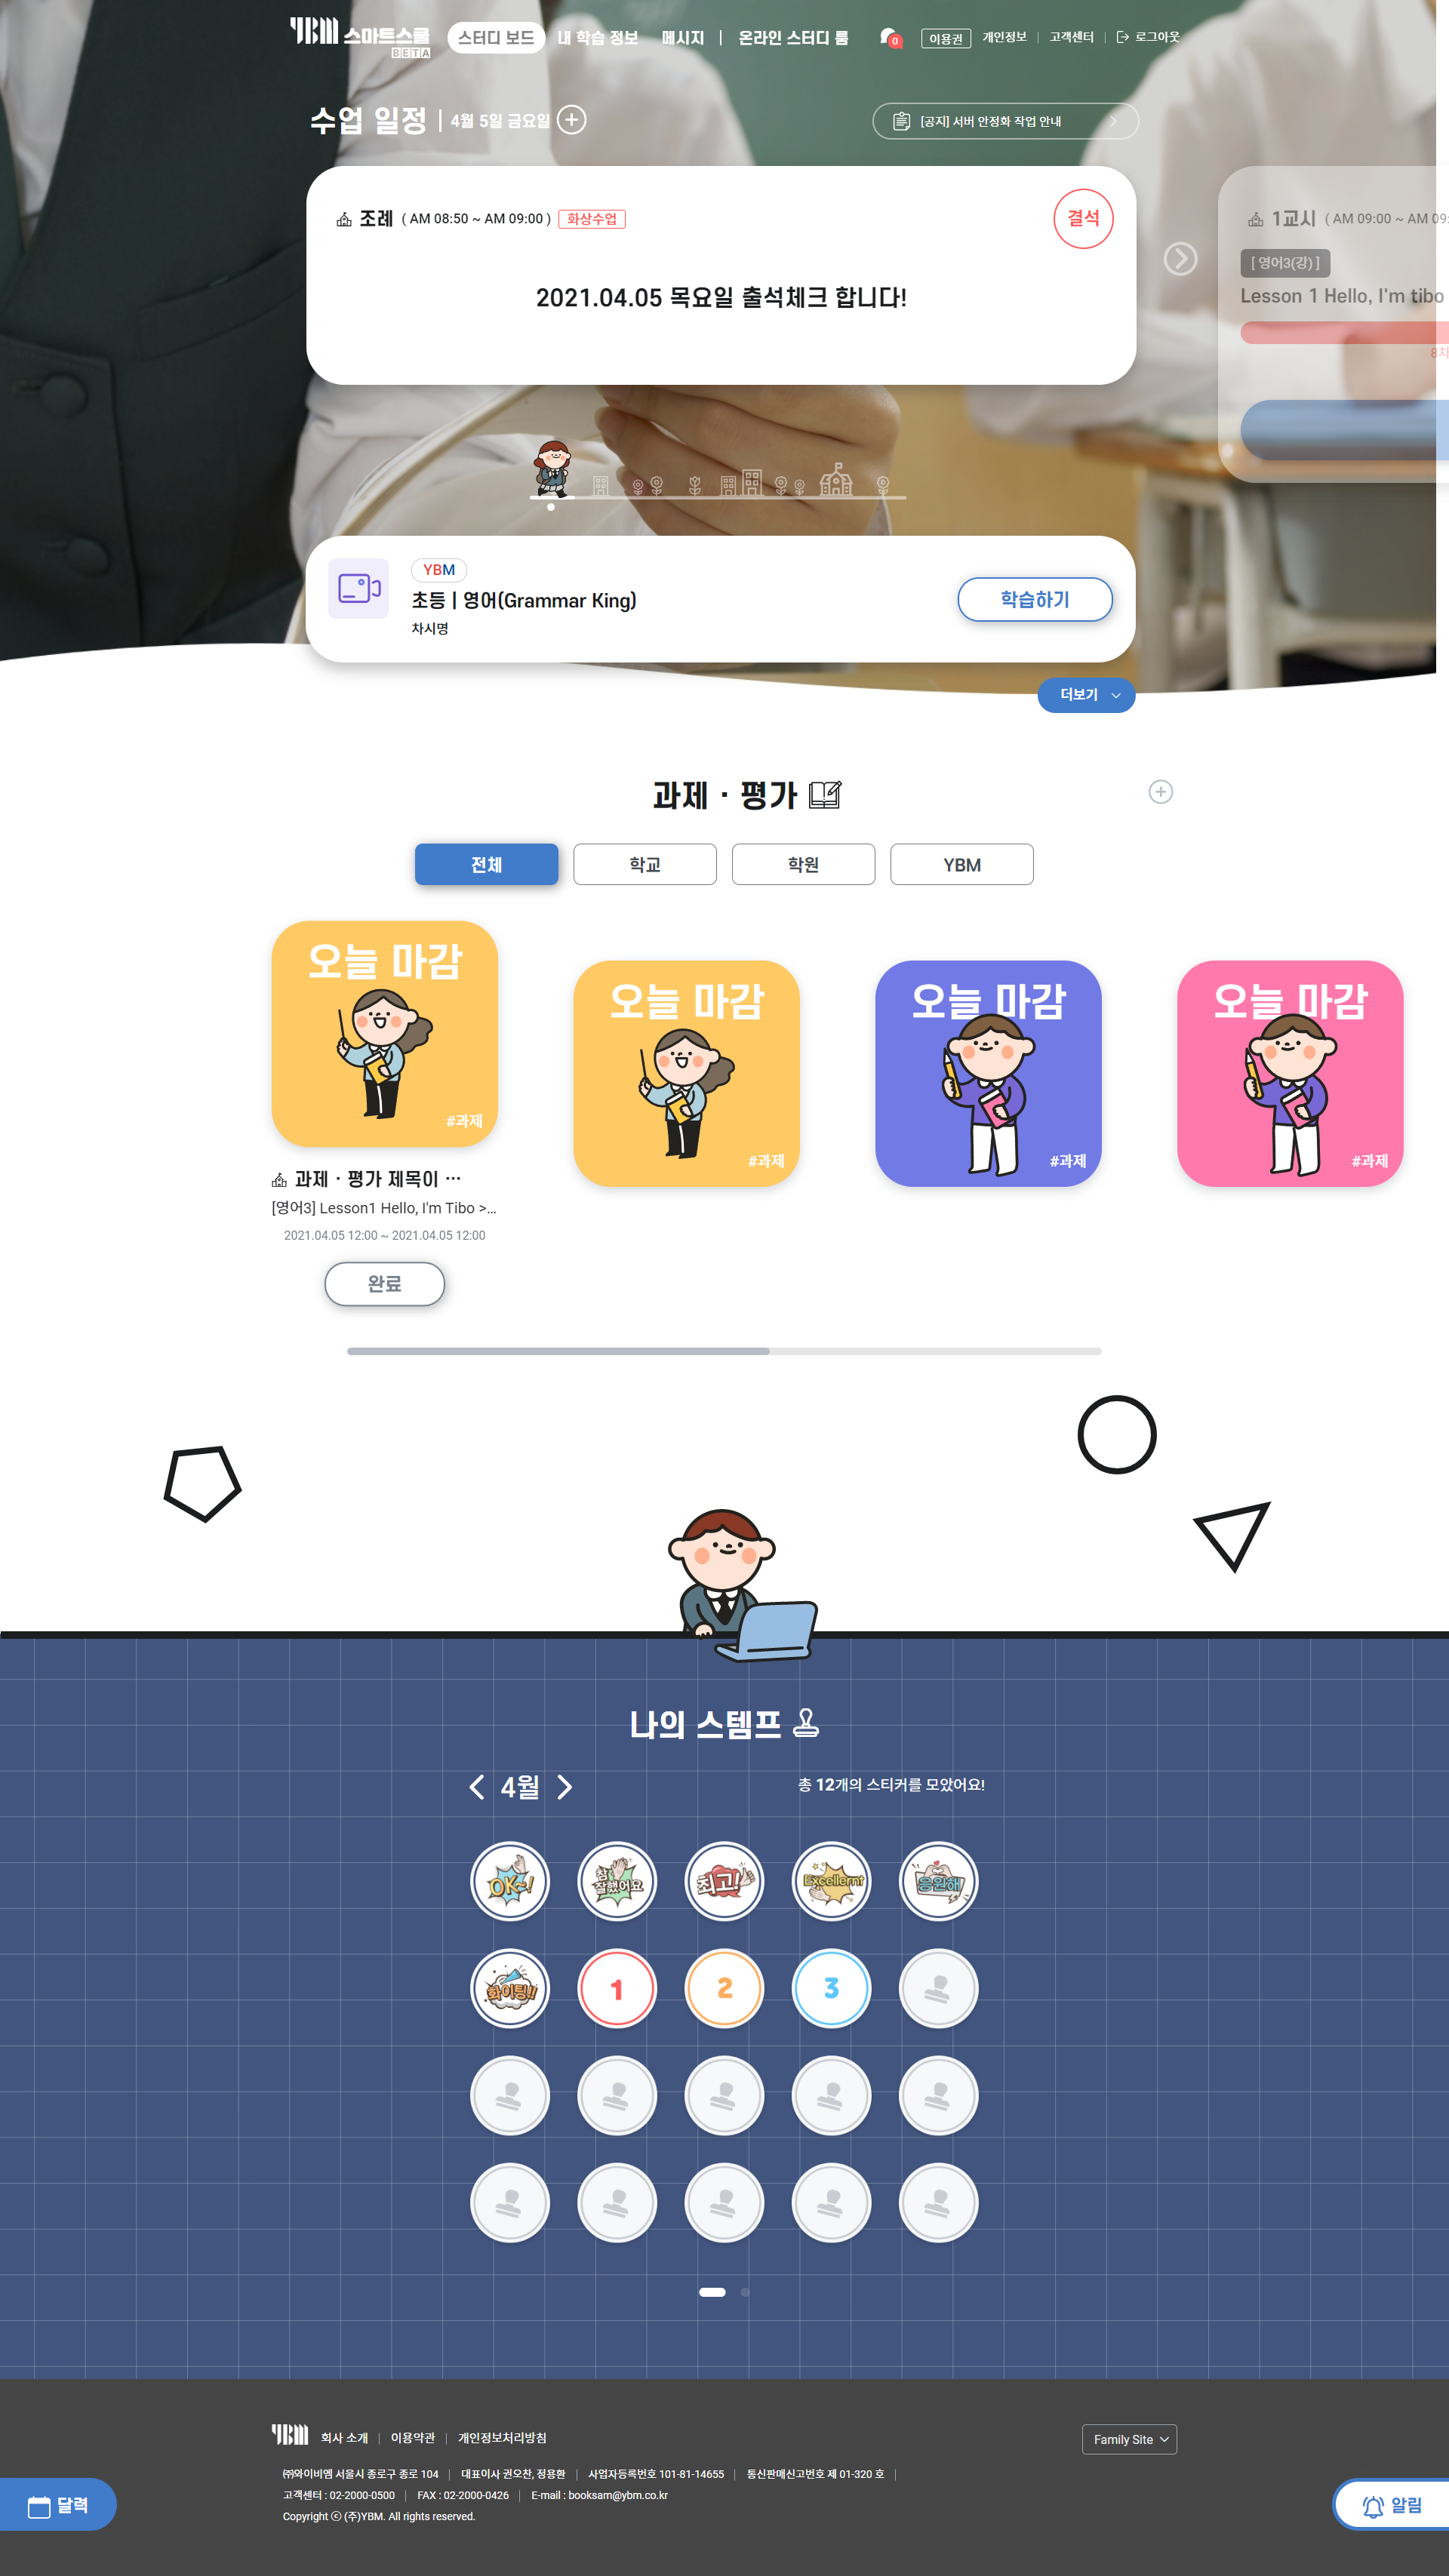 YBM 스마트스쿨
BETA
스터디 보드
내 학습 정보
메시지
온라인 스터디 룸
0
이용권
개인정보
고객센터
로그아웃
수업 일정
4월 5일 금요일
[공지] 서버 안정화 작업 안내
조례 ( AM 08:50 ~ AM 09:00 ) 화상수업
결석
2021.04.05 목요일 출석체크 합니다!
1교시 ( AM 09:00 ~ AM 09:
[ 영어3(강) ]
Lesson 1 Hello, I'm tibo
8차
YBM
초등 | 영어(Grammar King)
차시명
학습하기
더보기
과제 · 평가
전체
학교
학원
YBM
오늘 마감
#과제
오늘 마감
#과제
오늘 마감
#과제
오늘 마감
#과제
과제 · 평가 제목이 ···
[영어3] Lesson1 Hello, I'm Tibo >...
2021.04.05 12:00 ~ 2021.04.05 12:00
완료
나의 스템프
4월
총 12개의 스티커를 모았어요!
OK~!
참 잘했어요
최고!
Excellernt
응원해
화이팅!!
1
2
3
YBM
회사 소개
이용약관
개인정보처리방침
Family Site
㈜와이비엠 서울시 종로구 종로 104
대표이사 권오찬, 정용환
사업자등록번호 101-81-14655
통신판매신고번호 제 01-320 호
고객센터 : 02-2000-0500
FAX : 02-2000-0426
E-mail : booksam@ybm.co.kr
Copyright ⓒ (주)YBM. All rights reserved.
달력
알림